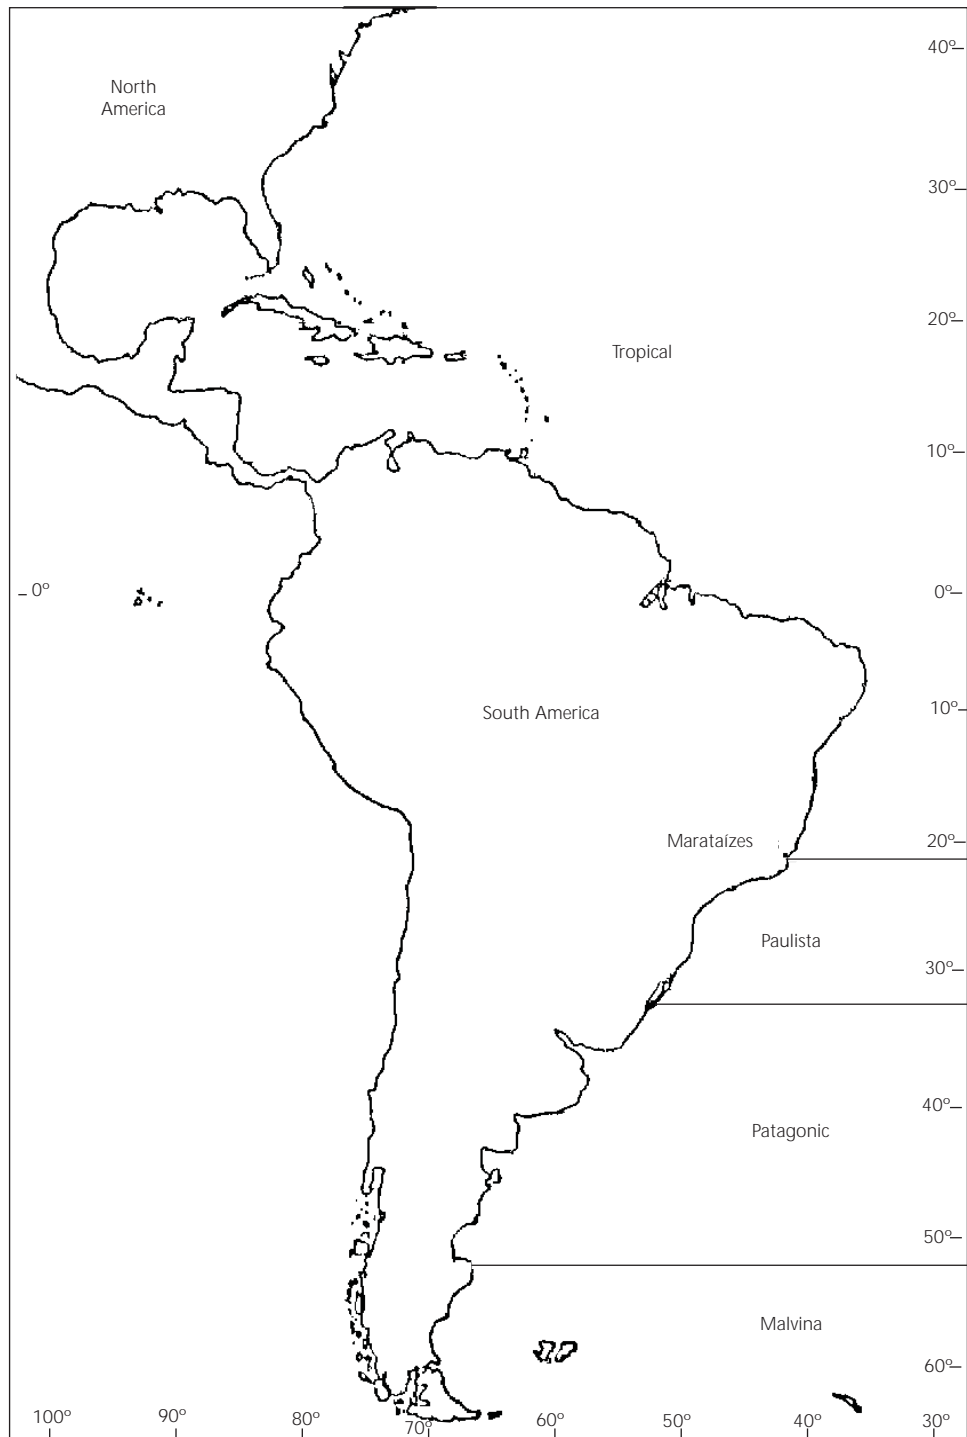 40º
North
America
30º
20º
Tropical
10º
0º
0º
South America
10º
Marataízes
20º
Paulista
30º
40º
Patagonic
50º
Malvina
60º
100º 90º 80º 70º 60º 50º 40º 30º